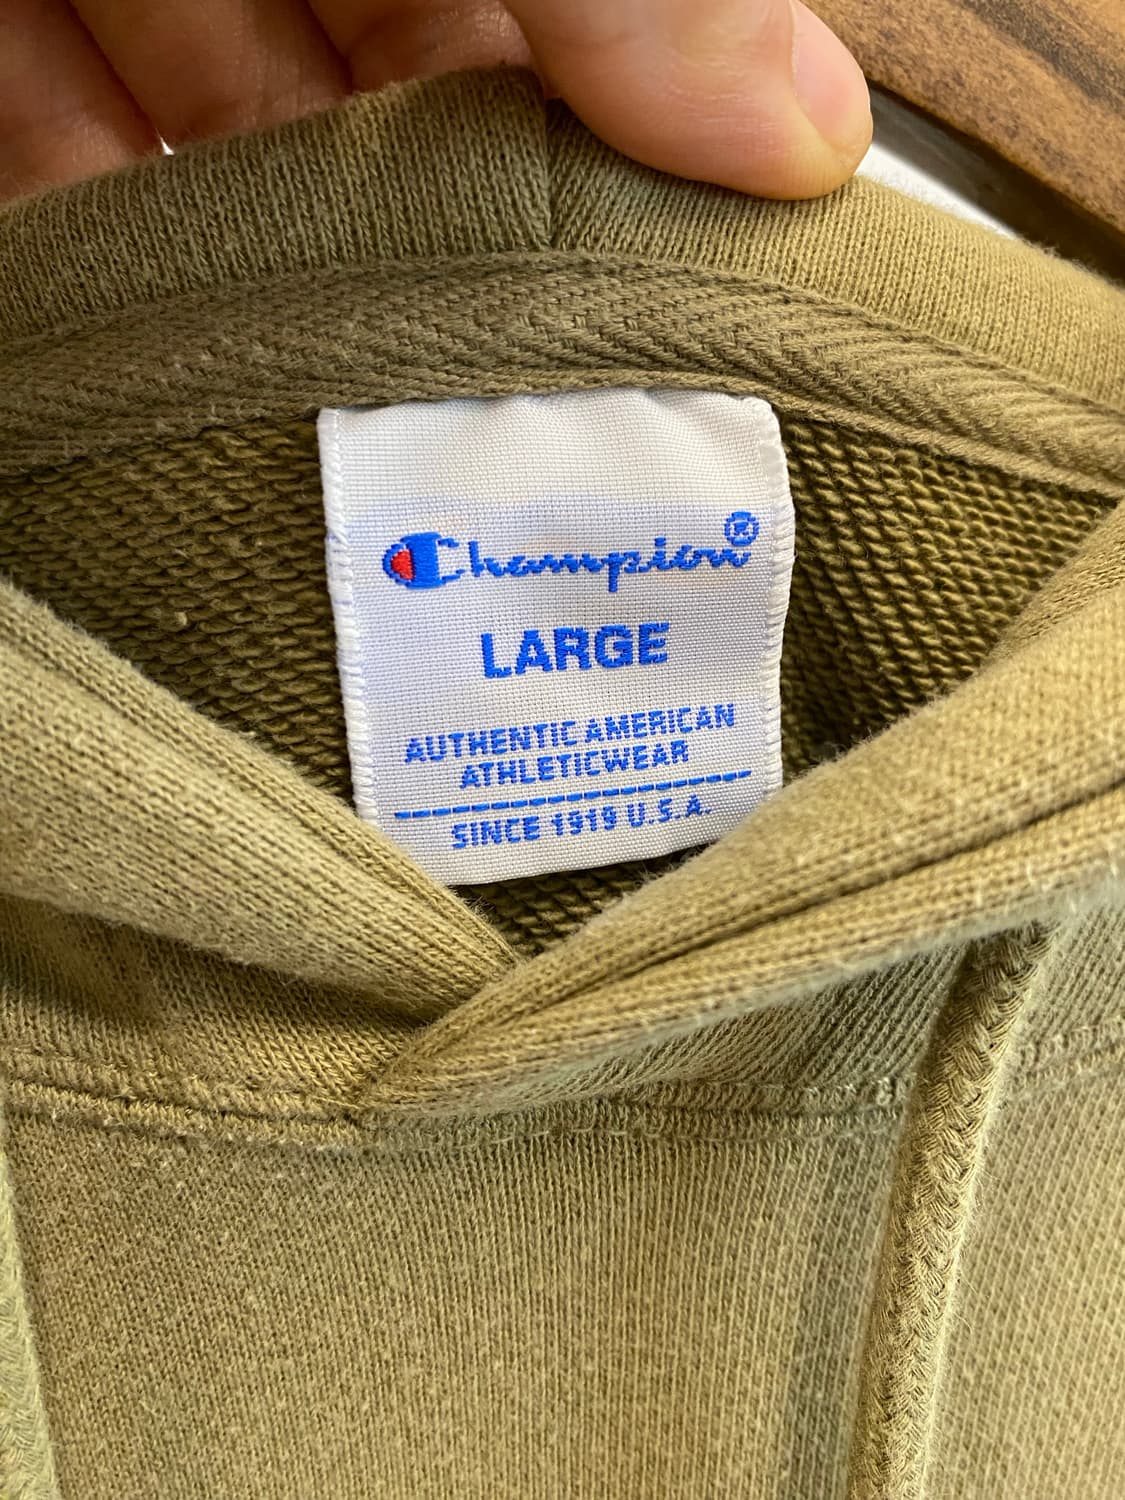 Champion®
LARGE
AUTHENTIC AMERICAN
ATHLETICWEAR
SINCE 1919 U.S.A.